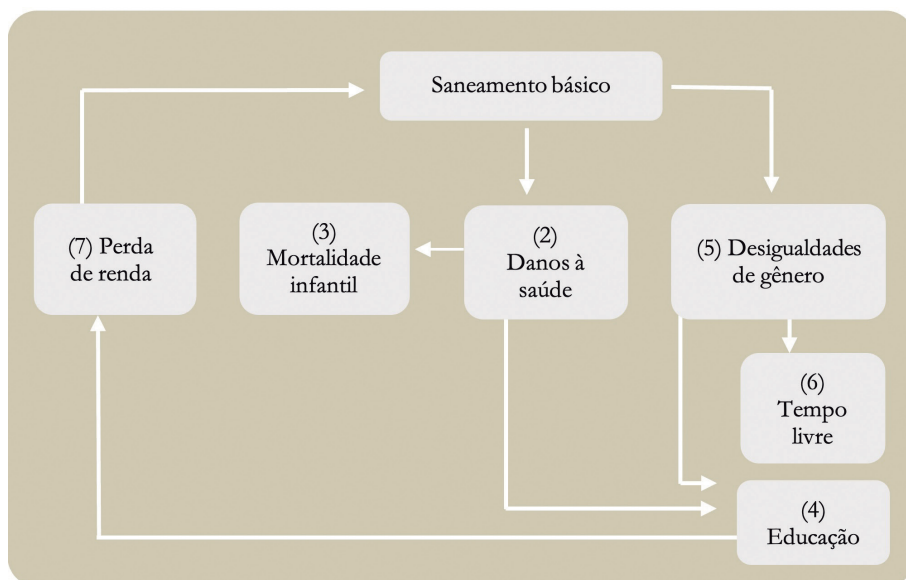 Saneamento básico
(7) Perda
de renda
(3)
Mortalidade
infantil
(2)
Danos à
saúde
(5) Desigualdades
de gênero
(6)
Tempo
livre
(4)
Educação